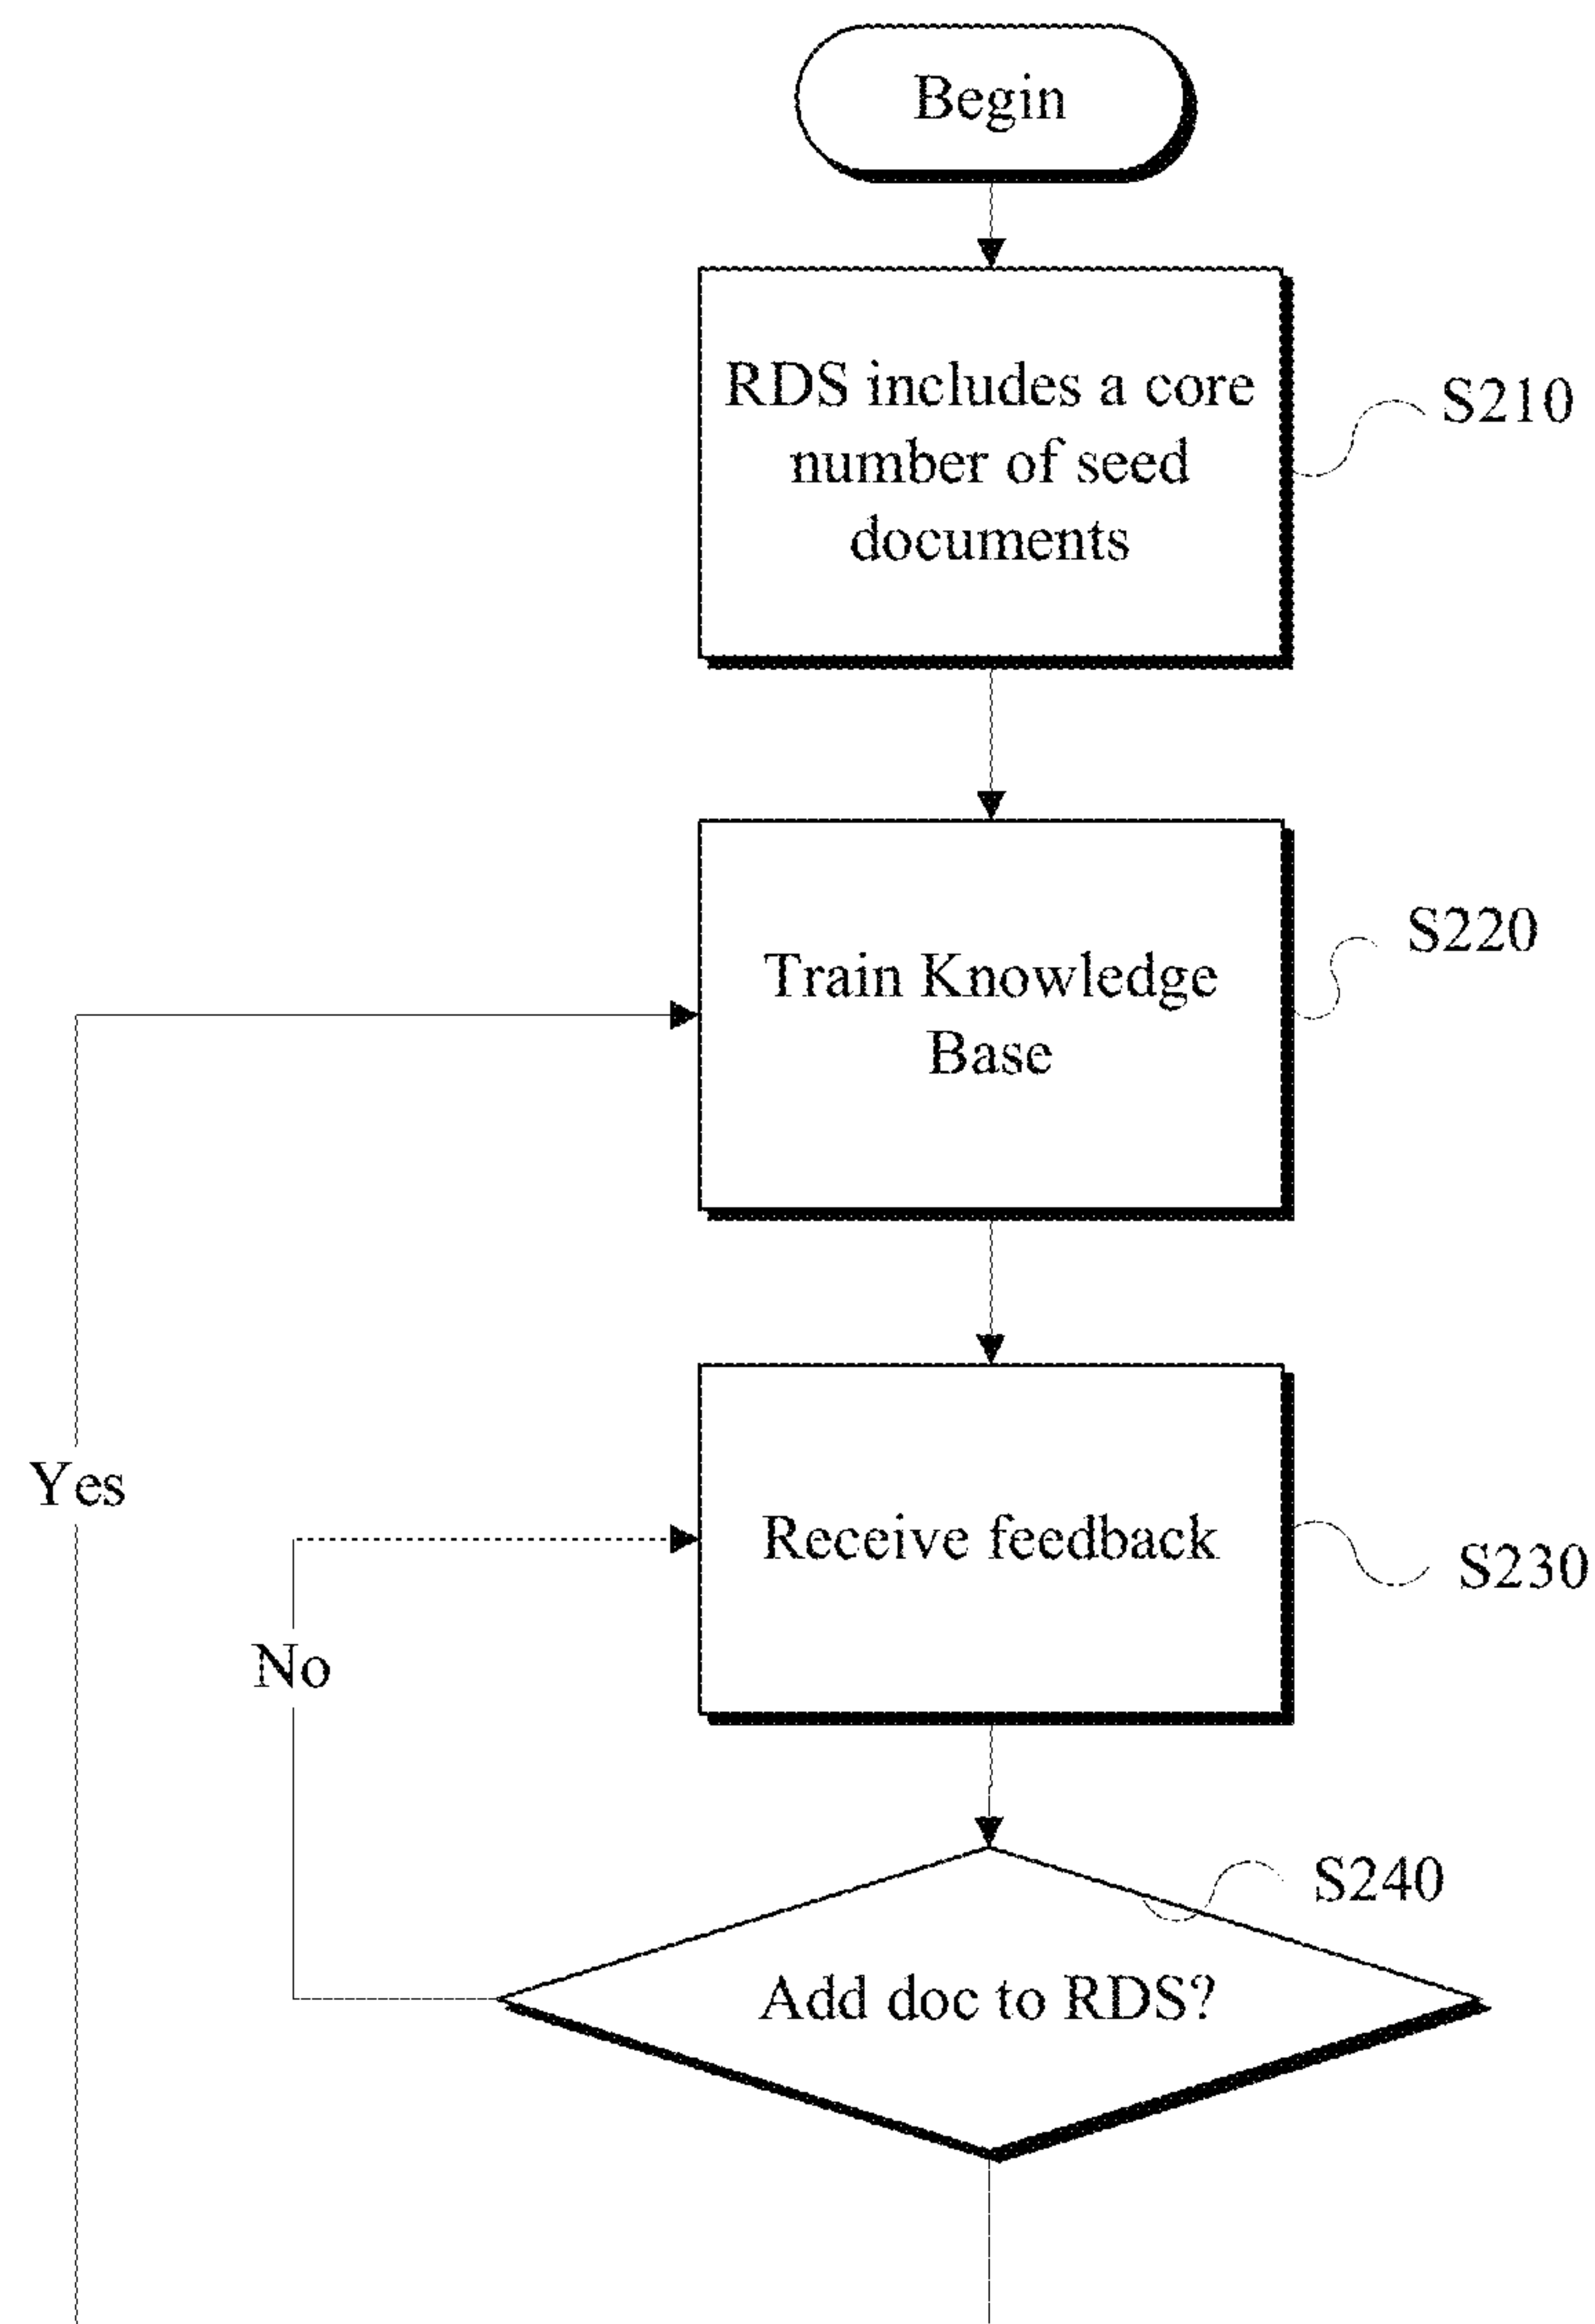 Begin
RDS includes a core
number of seed
documents
S210
Train Knowledge
Base
S220
Yes
Receive feedback
S230
No
S240
Add doc to RDS?